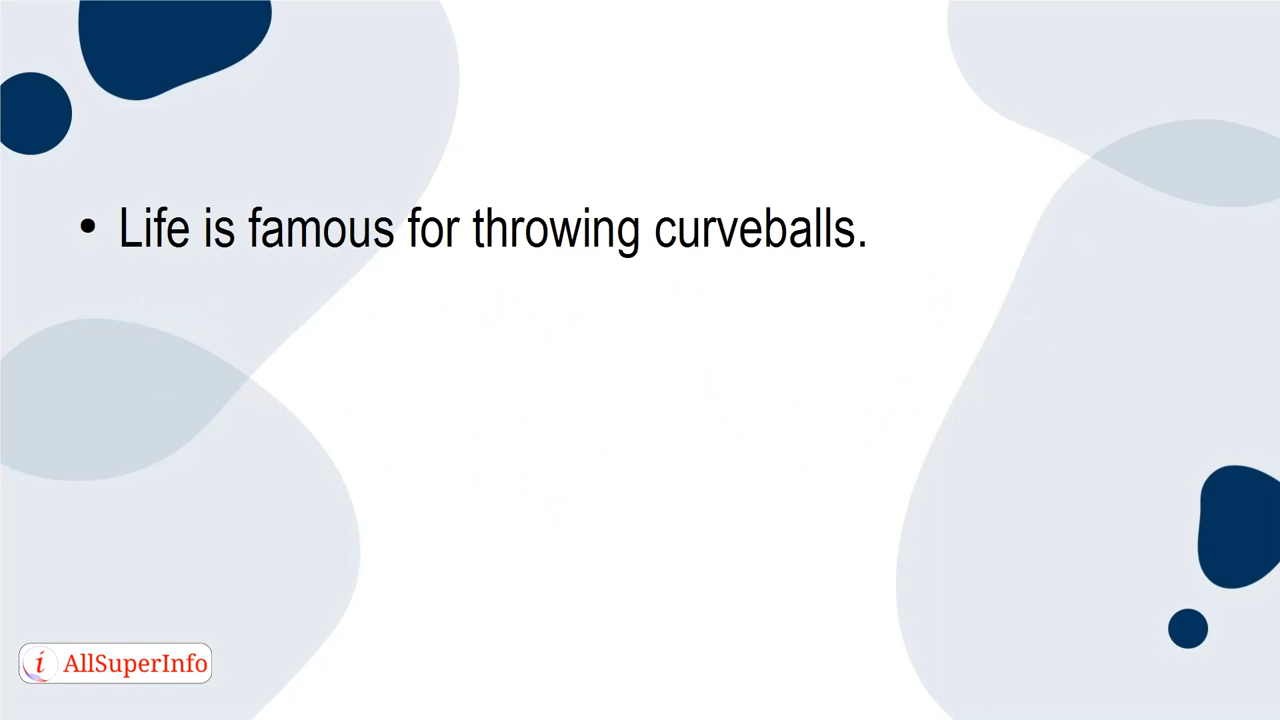 • Life is famous for throwing curveballs.
i AllSuperInfo